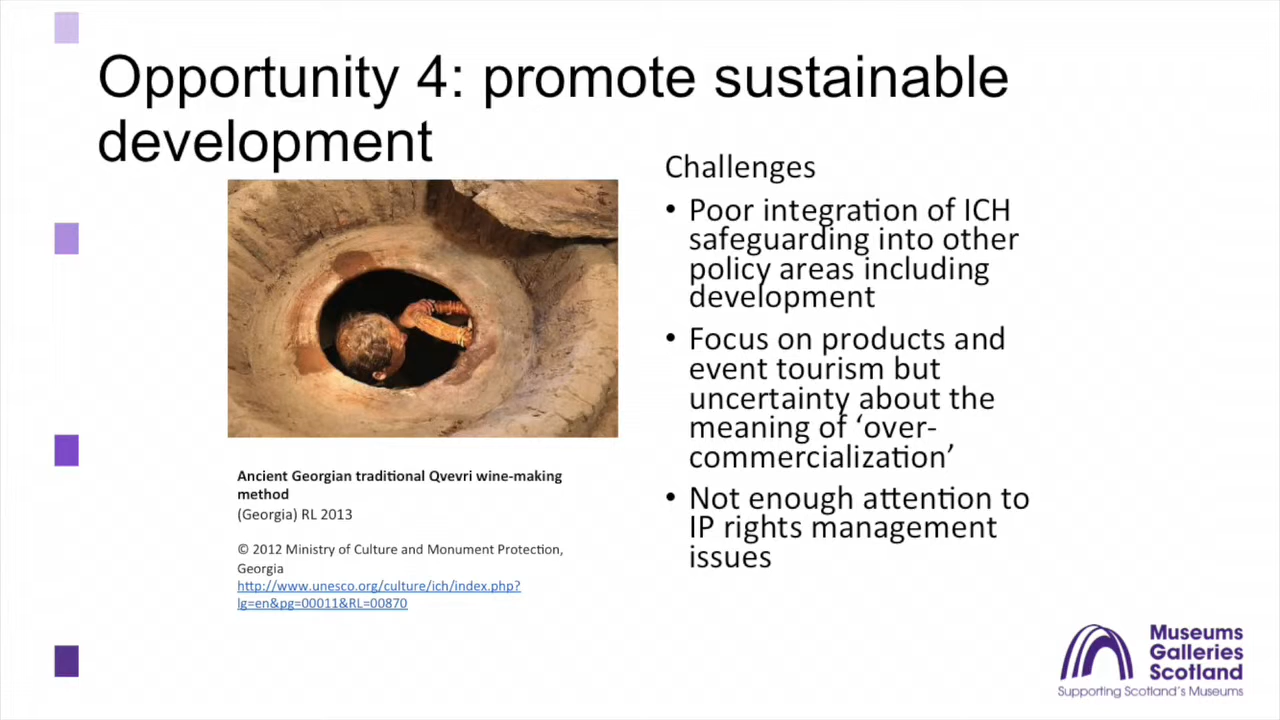 Opportunity 4: promote sustainable
development
Challenges
• Poor integration of ICH
safeguarding into other
policy areas including
development
• Focus on products and
event tourism but
uncertainty about the
meaning of ‘over-
commercialization’
• Not enough attention to
IP rights management
issues
Ancient Georgian traditional Qvevri wine-making
method
(Georgia) RL 2013
© 2012 Ministry of Culture and Monument Protection,
Georgia
http://www.unesco.org/culture/ich/index.php?
lg=en&pg=00011&RL=00870
Museums
Galleries
Scotland
Supporting Scotland's Museums